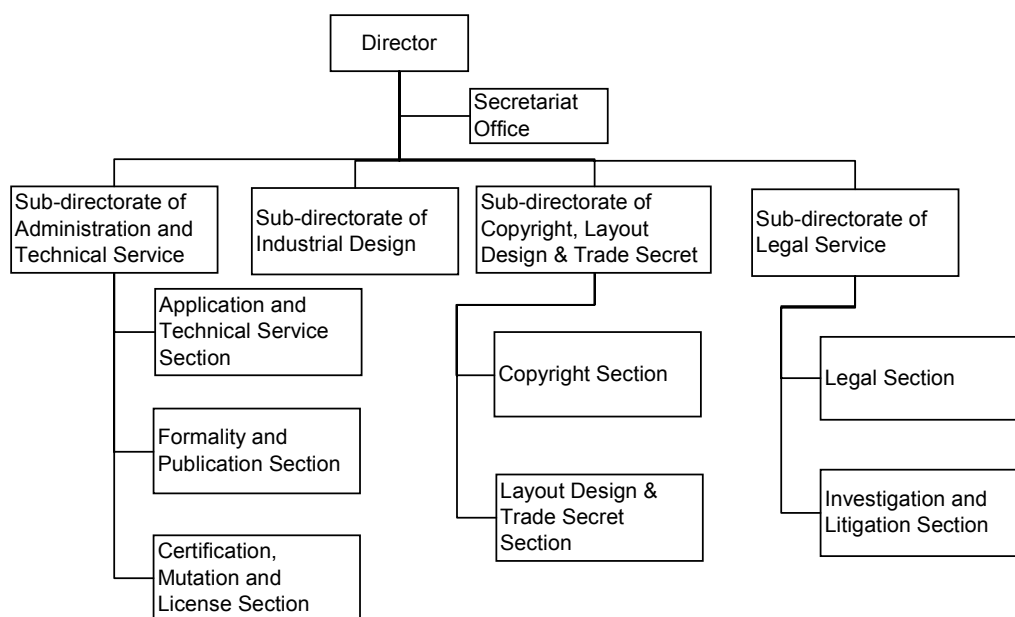 Director
Secretariat
Office
Sub-directorate of
Administration and
Technical Service
Sub-directorate of
Industrial Design
Sub-directorate of
Copyright, Layout
Design & Trade Secret
Sub-directorate of
Legal Service
Application and
Technical Service
Section
Formality and
Publication Section
Certification,
Mutation and
License Section
Copyright Section
Layout Design &
Trade Secret
Section
Legal Section
Investigation and
Litigation Section